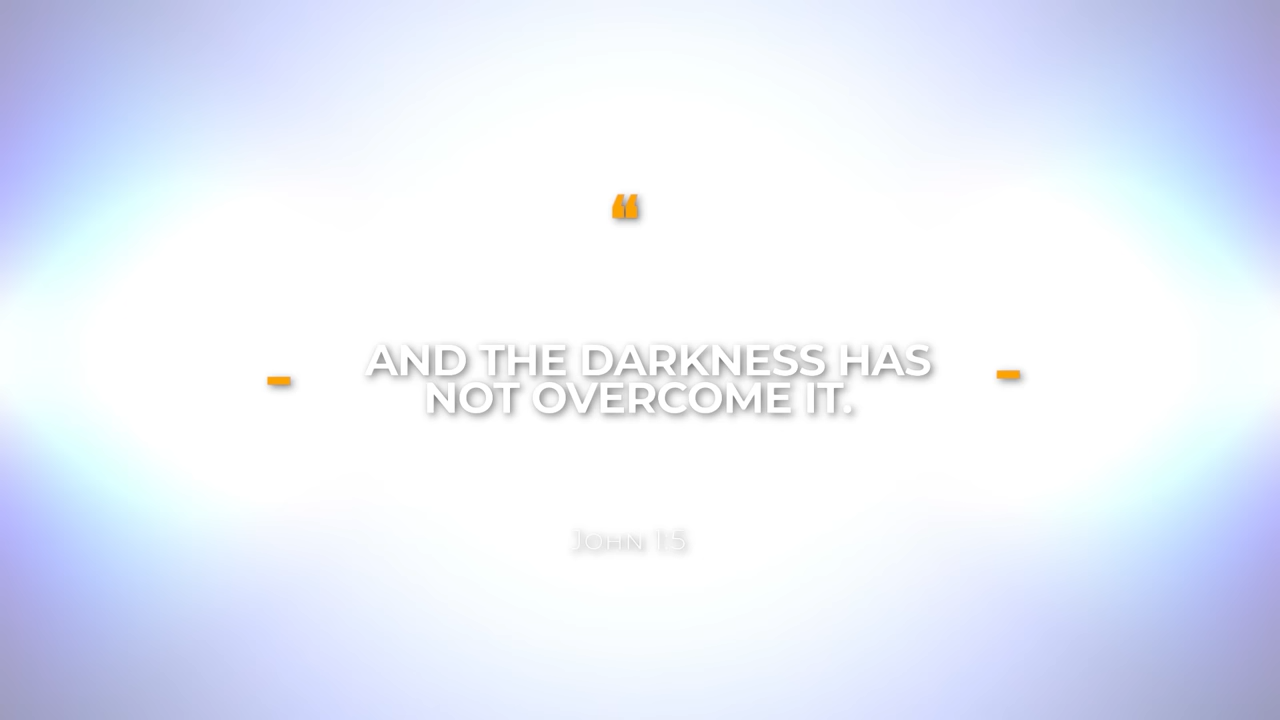 ❝
- AND THE DARKNESS HAS -
NOT OVERCOME IT.
John 1:5